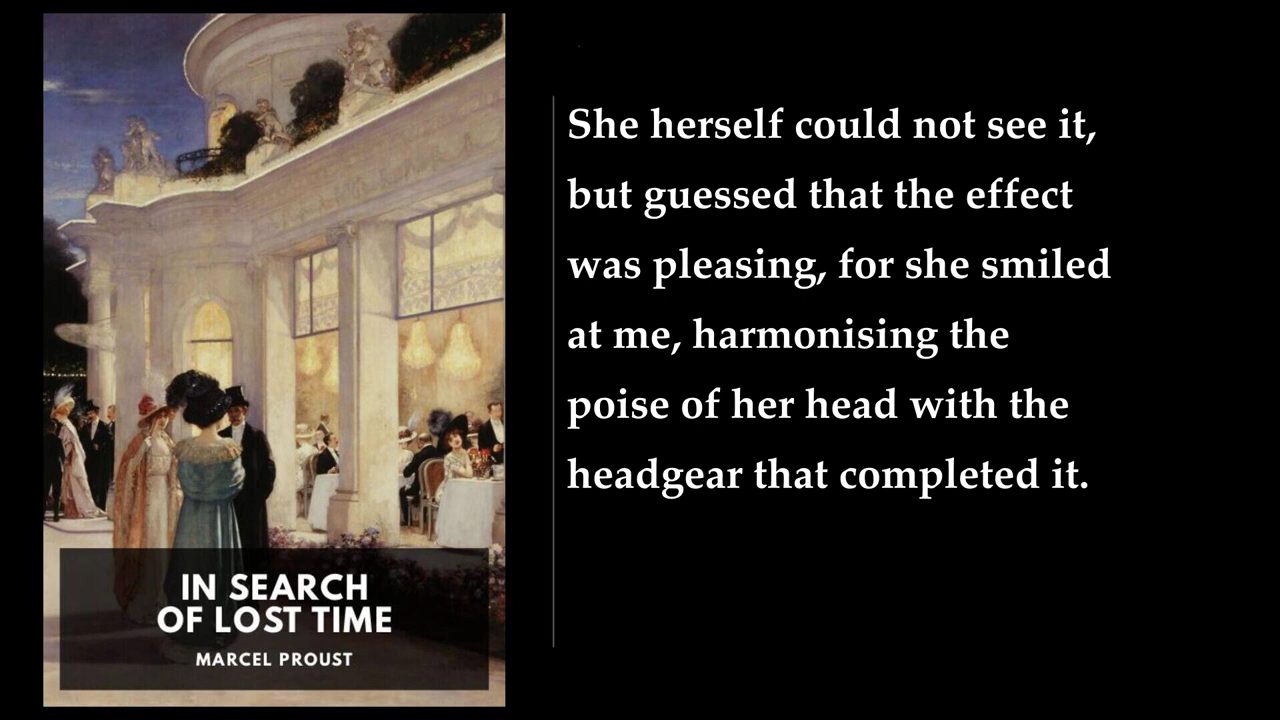 She herself could not see it,
but guessed that the effect
was pleasing, for she smiled
at me, harmonising the
poise of her head with the
headgear that completed it.
IN SEARCH
OF LOST TIME
MARCEL PROUST